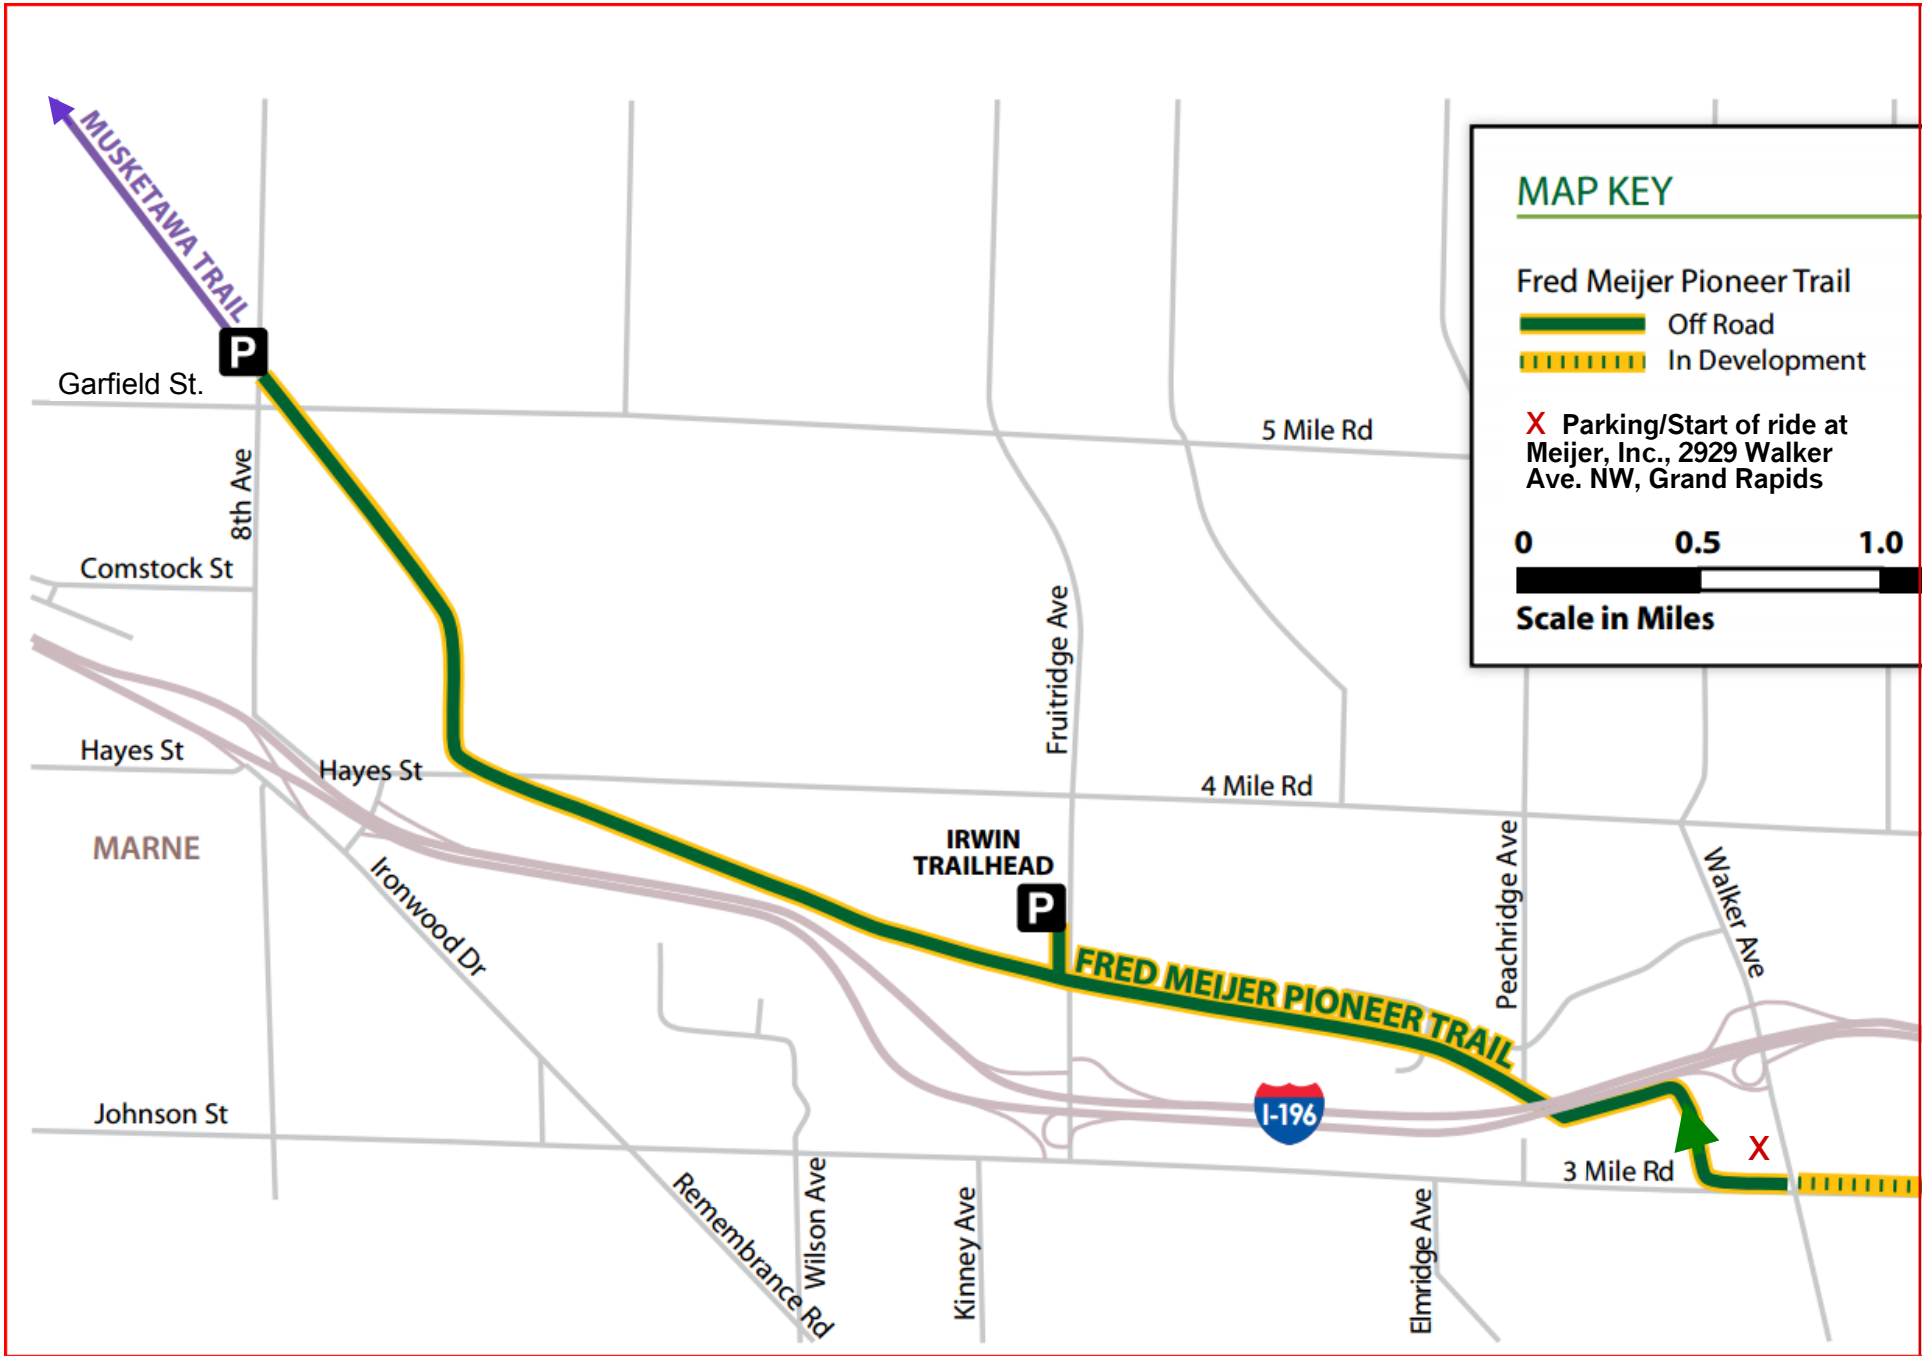 MUSKETAWA TRAIL
P
Garfield St.
8th Ave
Comstock St
Hayes St
Hayes St
MARNE
Ironwood Dr
Johnson St
Remembrance Rd
Wilson Ave
Kinney Ave
IRWIN
TRAILHEAD
P
Fruitridge Ave
5 Mile Rd
4 Mile Rd
FRED MEIJER PIONEER TRAIL
I-196
Peachridge Ave
Walker Ave
3 Mile Rd
X
Elmridge Ave
MAP KEY
Fred Meijer Pioneer Trail
Off Road
In Development
X Parking/Start of ride at
Meijer, Inc., 2929 Walker
Ave. NW, Grand Rapids
0 0.5 1.0
Scale in Miles